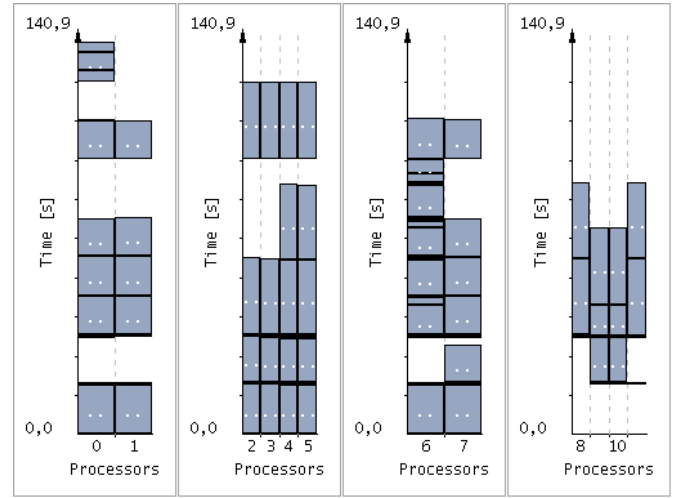 140,9
Time [s]
0,0
0 1
Processors
140,9
Time [s]
0,0
2 3 4 5
Processors
140,9
Time [s]
0,0
6 7
Processors
140,9
Time [s]
0,0
8 10
Processors